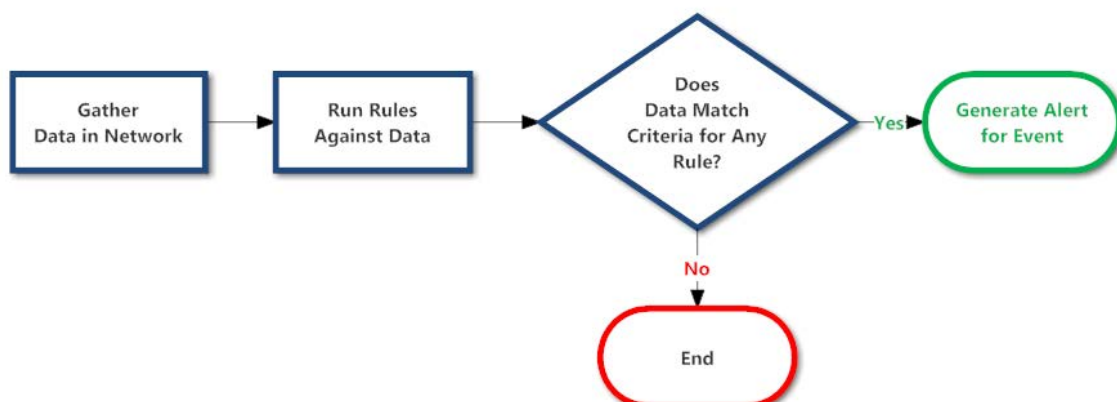 Gather
Data in Network
Run Rules
Against Data
Does
Data Match
Criteria for Any
Rule?
Yes
Generate Alert
for Event
No
End